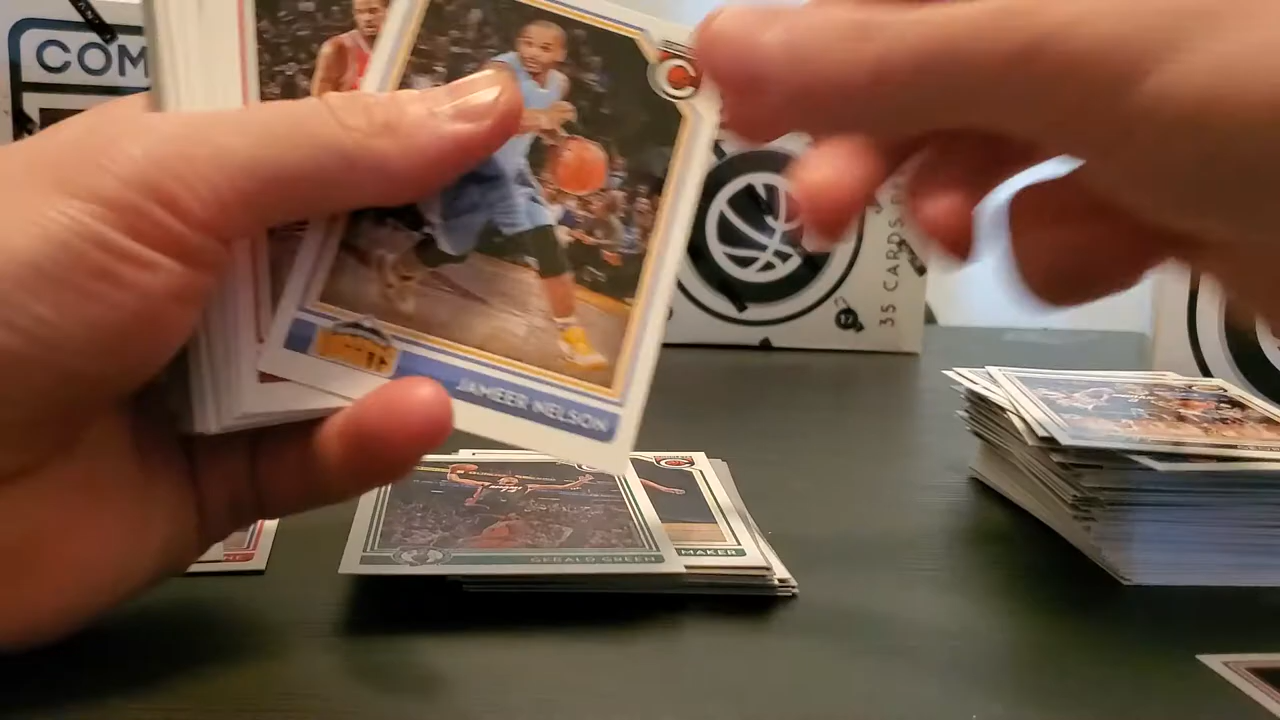 COM
35 CARDS
JAMEER NELSON
GERALD GREEN
MAKER